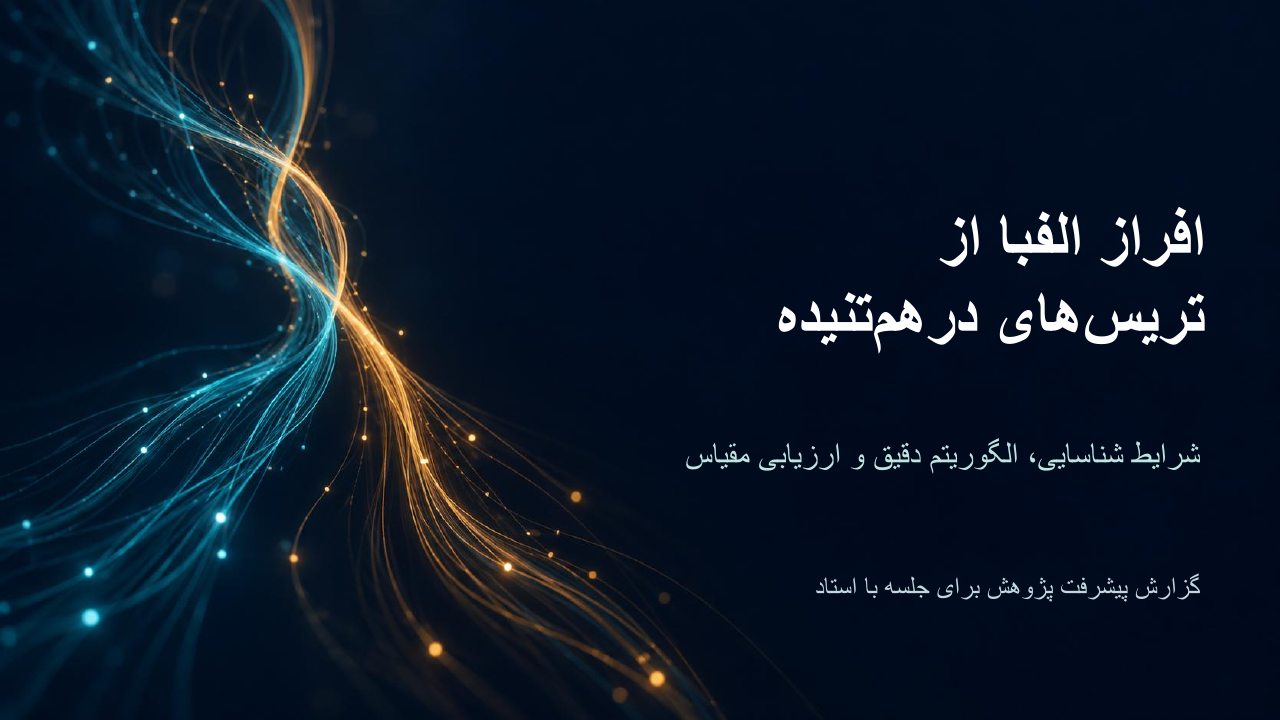 افراز الفبا از
تریس‌های درهم‌تنیده
شرایط شناسایی، الگوریتم دقیق و ارزیابی مقیاس
گزارش پیشرفت پژوهش برای جلسه با استاد